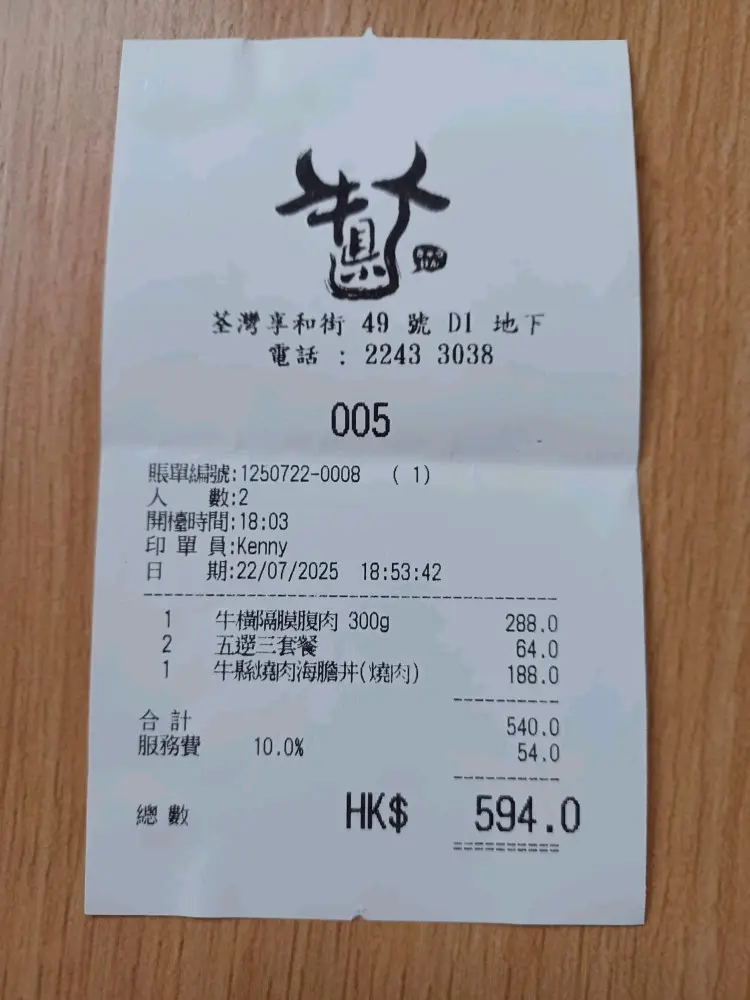 牛縣
荃灣享和街 49 號 D1 地下
電話 : 2243 3038
005
賬單編號:1250722-0008 ( 1)
人 數:2
開檯時間:18:03
印 單 員:Kenny
日 期:22/07/2025 18:53:42
1 牛橫隔膜腹肉 300g 288.0
2 五選三套餐 64.0
1 牛縣燒肉海膽丼(燒肉) 188.0
合計 540.0
服務費 10.0% 54.0
總數 HK$ 594.0